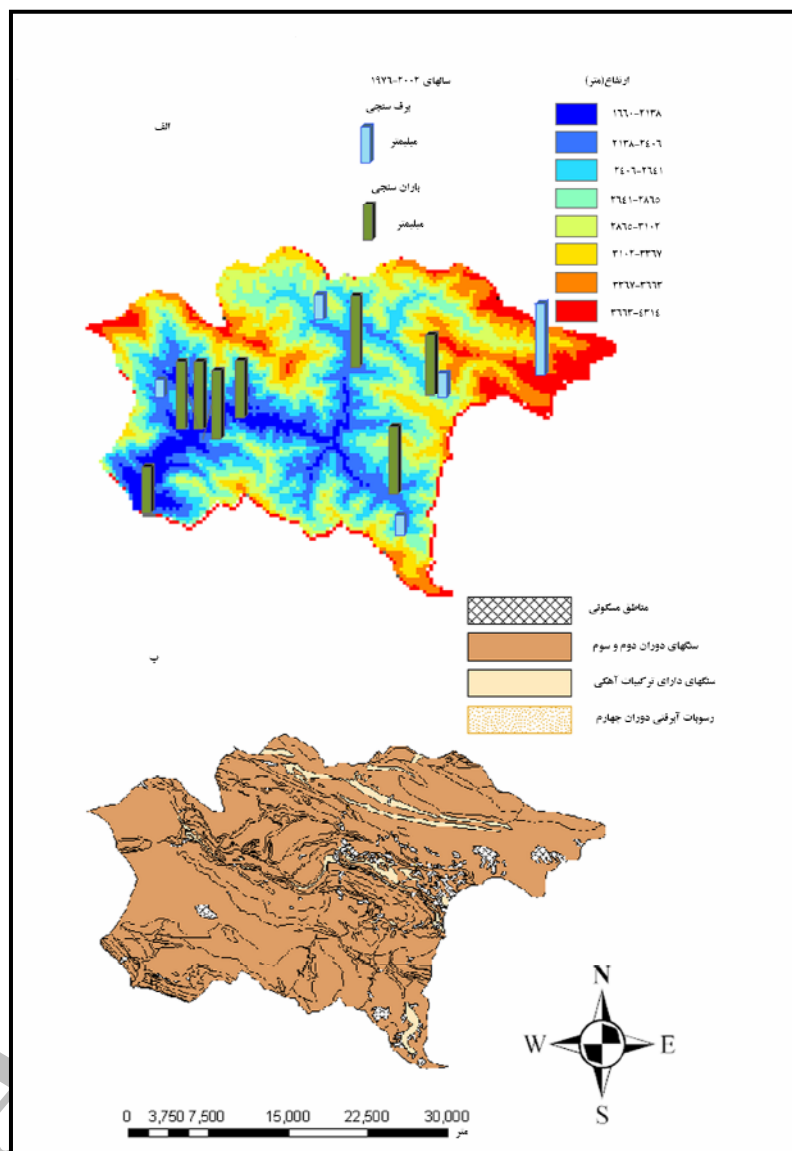 سالهای ۲۰۰۲-۱۹۷۶
برف سنجی
میلیمتر
باران سنجی
میلیمتر
ارتفاع(متر)
۱۶۶۰-۲۱۳۸
۲۱۳۸-۲۴۰۶
۲۴۰۶-۲۶۴۱
۲۶۴۱-۲۸۶۵
۲۸۶۵-۳۱۰۲
۳۱۰۲-۳۳۶۷
۳۳۶۷-۳۶۶۳
۳۶۶۳-۴۳۱۴
الف
مناطق مسکونی
سنگهای دوران دوم و سوم
سنگهای دارای ترکیبات آهکی
رسوبات آبرفتی دوران چهارم
ب
N
W E
S
0 3,750 7,500 15,000 22,500 30,000
متر